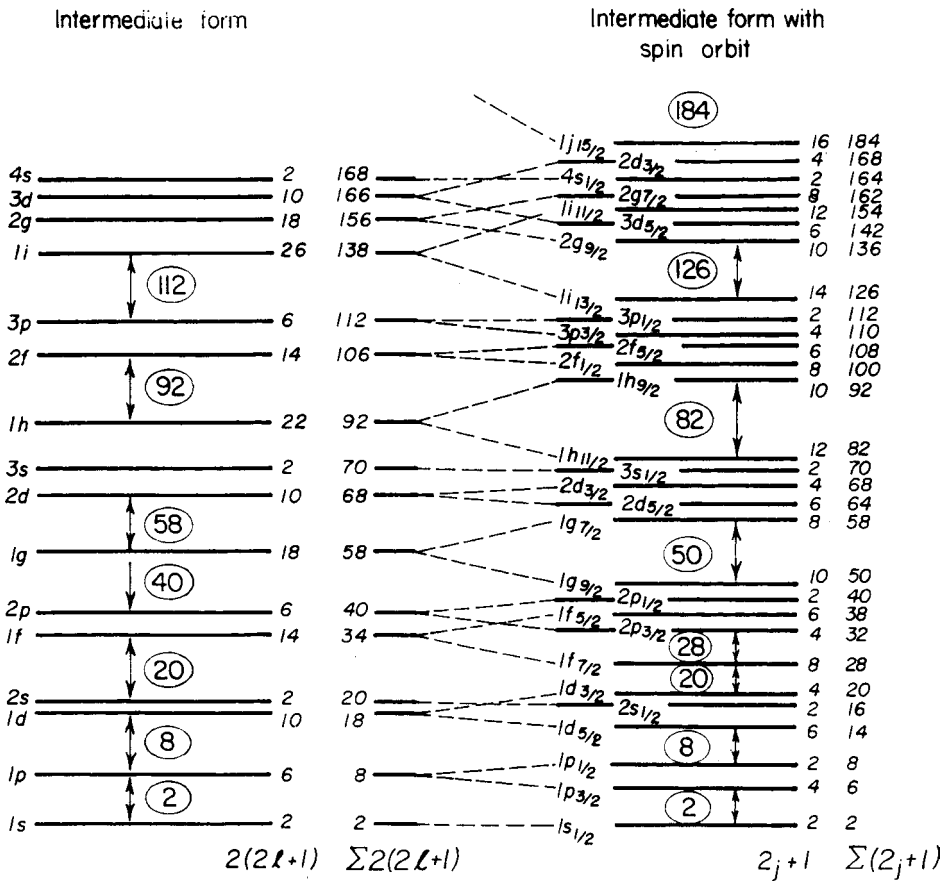 Intermediate form
Intermediate form with
spin orbit
184
1j15/2 16 184
2d3/2 4 168
4s 2 168 4s1/2 2 164
3d 10 166 2g7/2 8 162
2g 18 156 1i11/2 12 154
3d5/2 6 142
1i 26 138 2g9/2 10 136
112 126
1i13/2 14 126
3p 6 112 3p1/2 2 112
3p3/2 4 110
2f 14 106 2f5/2 6 108
2f1/2 8 100
92 1h9/2 10 92
1h 22 92 82
1h11/2 12 82
3s 2 70 3s1/2 2 70
2d 10 68 2d3/2 4 68
2d5/2 6 64
58 1g7/2 8 58
1g 18 58 50
40 1g9/2 10 50
2p 6 40 2p1/2 2 40
1f5/2 6 38
1f 14 34 2p3/2 4 32
28
20 1f7/2 8 28
20
2s 2 20 1d3/2 4 20
1d 10 18 2s1/2 2 16
1d5/2 6 14
8 8
1p 6 8 1p1/2 2 8
1p3/2 4 6
2 2
1s 2 2 1s1/2 2 2
2(2l+1) Σ2(2l+1) 2j+1 Σ(2j+1)